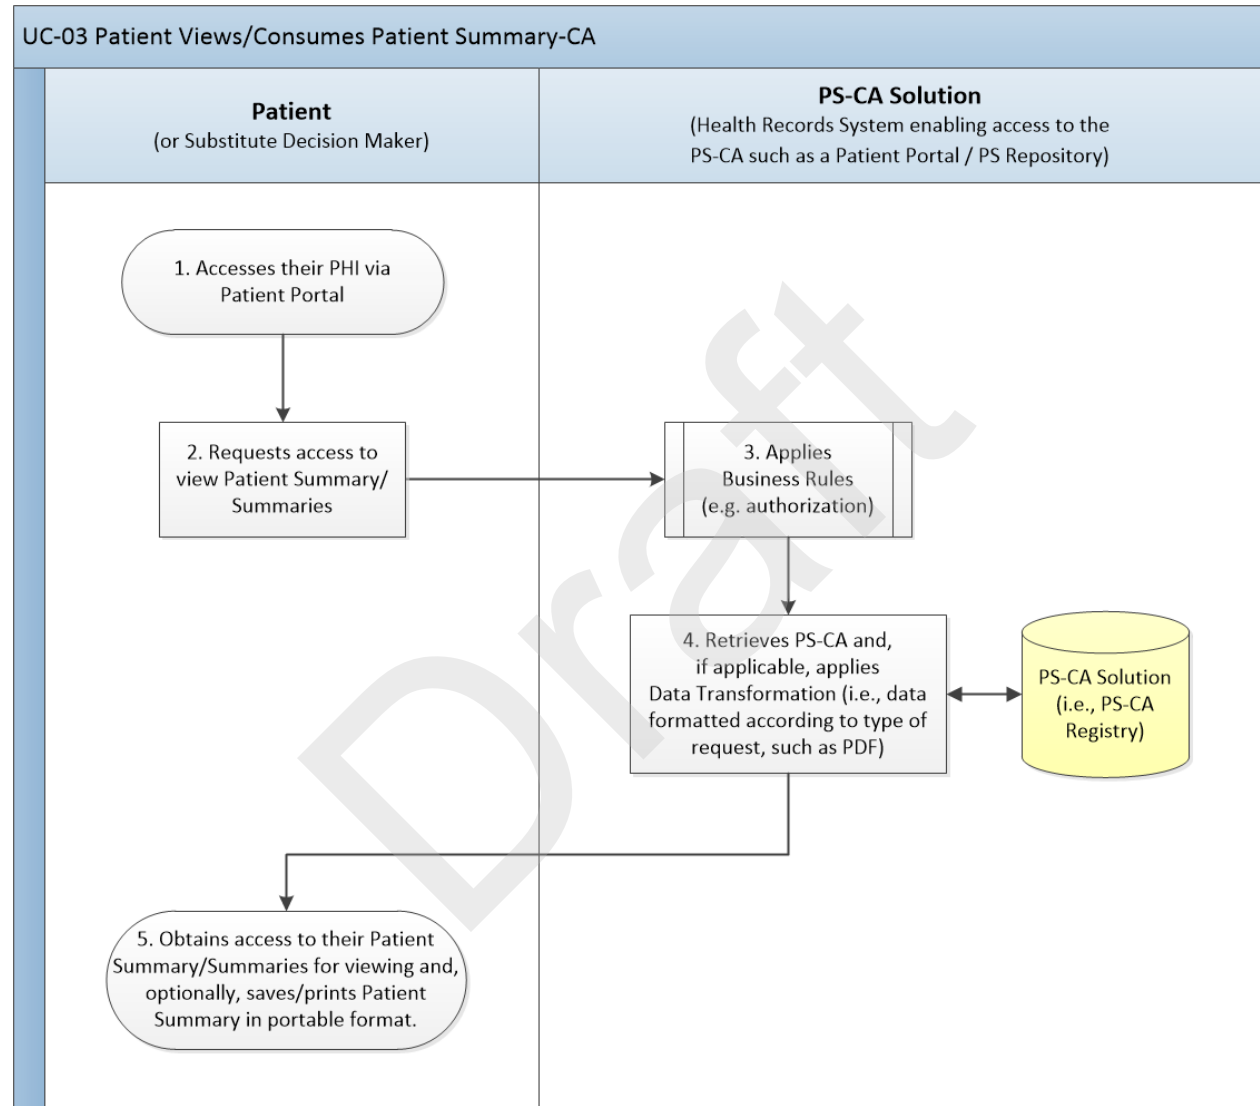 UC-03 Patient Views/Consumes Patient Summary-CA
Patient
(or Substitute Decision Maker)
PS-CA Solution
(Health Records System enabling access to the
PS-CA such as a Patient Portal / PS Repository)
1. Accesses their PHI via
Patient Portal
2. Requests access to
view Patient Summary/
Summaries
3. Applies
Business Rules
(e.g. authorization)
4. Retrieves PS-CA and,
if applicable, applies
Data Transformation (i.e., data
formatted according to type of
request, such as PDF)
PS-CA Solution
(i.e., PS-CA
Registry)
5. Obtains access to their Patient
Summary/Summaries for viewing and,
optionally, saves/prints Patient
Summary in portable format.
Draft